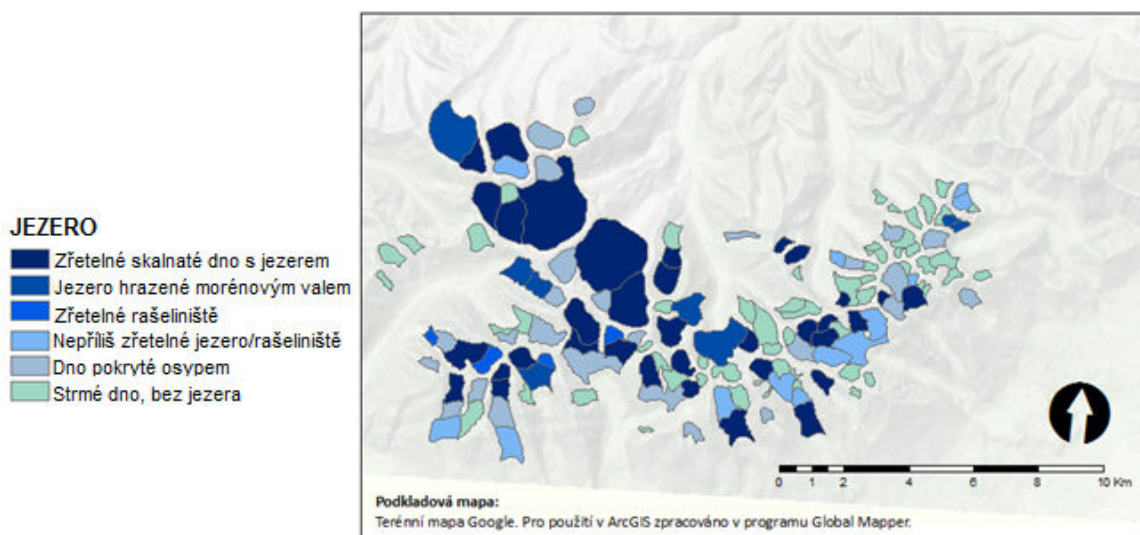 JEZERO
Zřetelné skalnaté dno s jezerem
Jezero hrazené morénovým valem
Zřetelné rašeliniště
Nepříliš zřetelné jezero/rašeliniště
Dno pokryté osypem
Strmé dno, bez jezera
0 1 2 4 6 8 10 Km
Podkladová mapa:
Terénní mapa Google. Pro použití v ArcGIS zpracováno v programu Global Mapper.